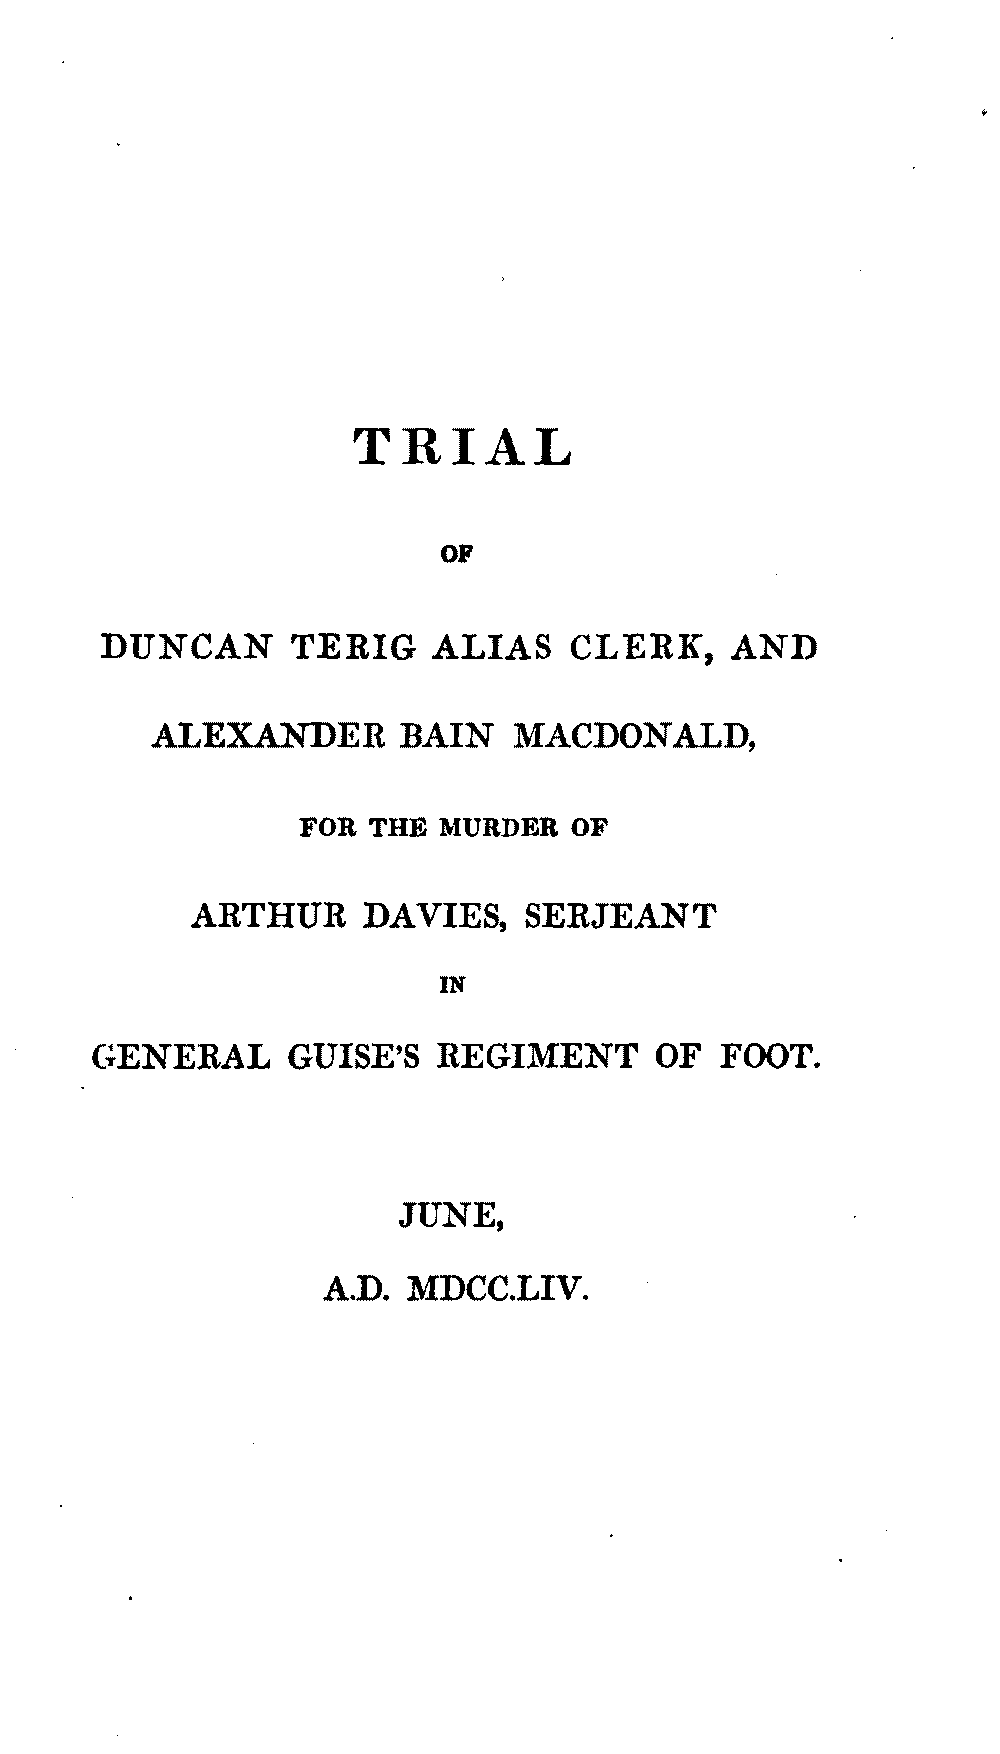 TRIAL
OF
DUNCAN TERIG ALIAS CLERK, AND
ALEXANDER BAIN MACDONALD,
FOR THE MURDER OF
ARTHUR DAVIES, SERJEANT
IN
GENERAL GUISE'S REGIMENT OF FOOT.
JUNE,
A.D. MDCC.LIV.